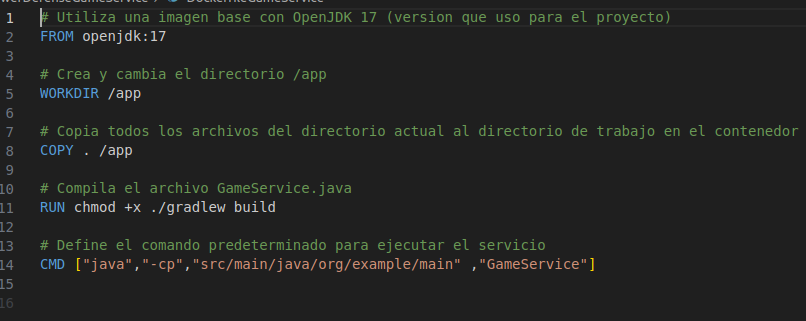 1 # Utiliza una imagen base con OpenJDK 17 (version que uso para el proyecto)
2 FROM openjdk:17
3
4 # Crea y cambia el directorio /app
5 WORKDIR /app
6
7 # Copia todos los archivos del directorio actual al directorio de trabajo en el contenedor
8 COPY . /app
9
10 # Compila el archivo GameService.java
11 RUN chmod +x ./gradlew build
12
13 # Define el comando predeterminado para ejecutar el servicio
14 CMD ["java","-cp","src/main/java/org/example/main" ,"GameService"]
15
16